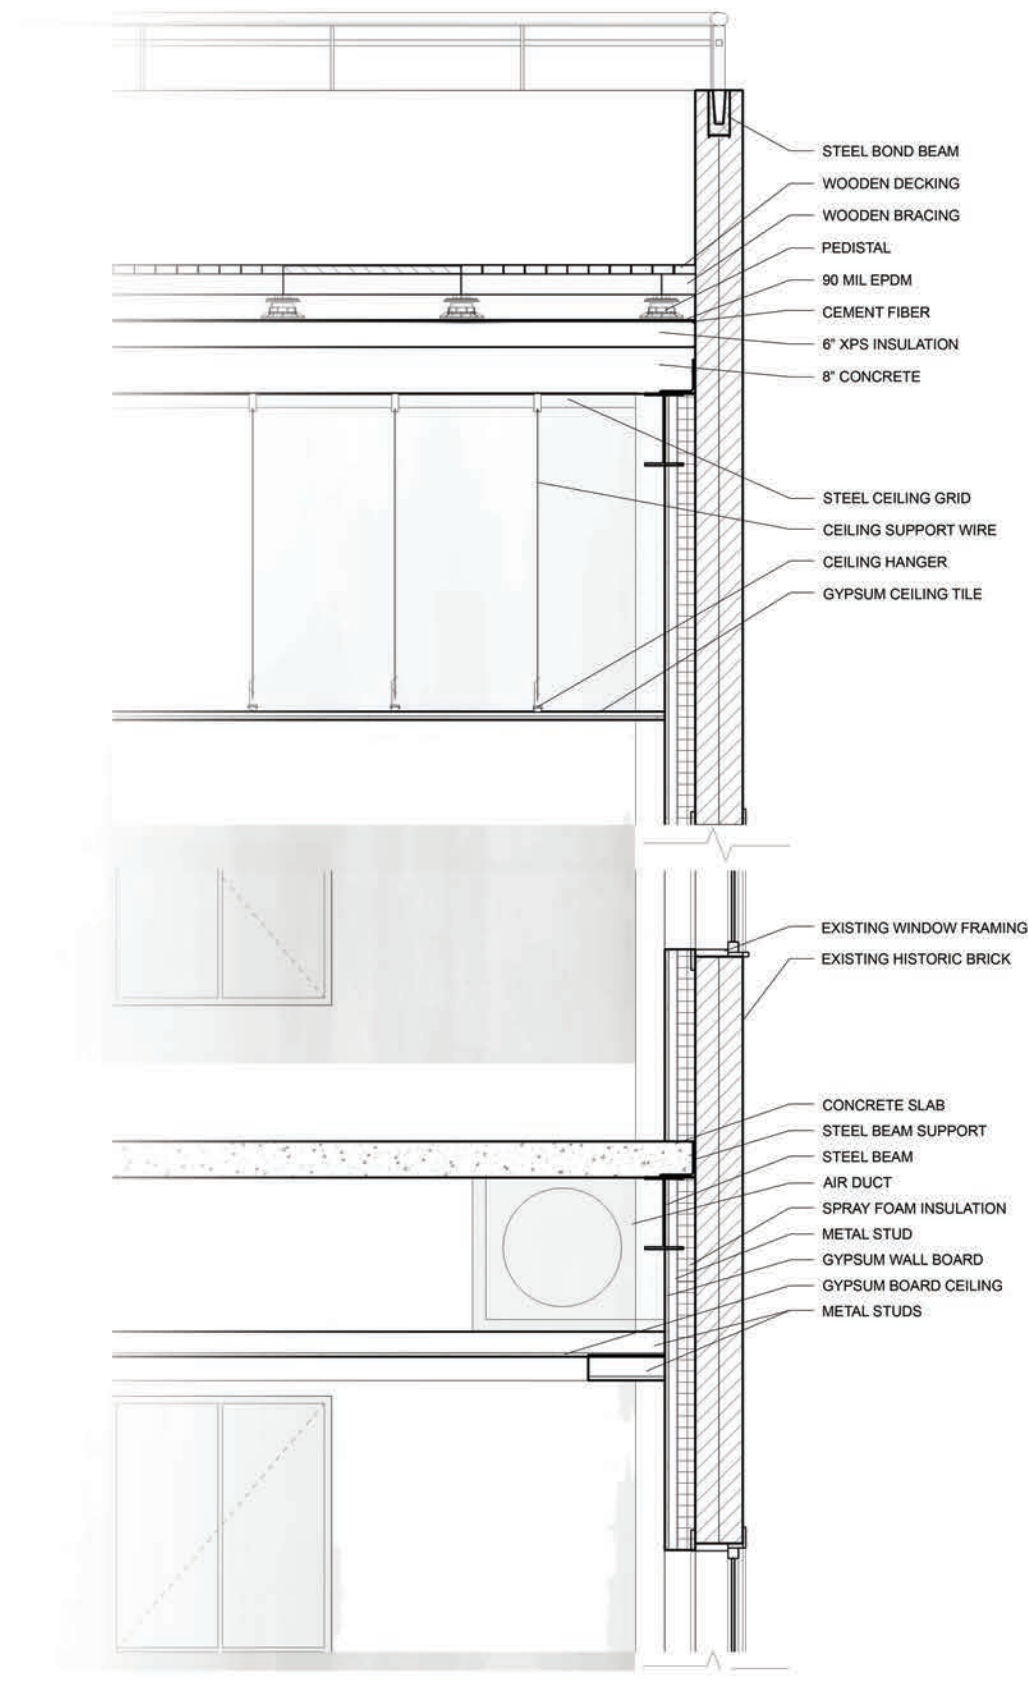 STEEL BOND BEAM
WOODEN DECKING
WOODEN BRACING
PEDISTAL
90 MIL EPDM
CEMENT FIBER
6" XPS INSULATION
8" CONCRETE
STEEL CEILING GRID
CEILING SUPPORT WIRE
CEILING HANGER
GYPSUM CEILING TILE
EXISTING WINDOW FRAMING
EXISTING HISTORIC BRICK
CONCRETE SLAB
STEEL BEAM SUPPORT
STEEL BEAM
AIR DUCT
SPRAY FOAM INSULATION
METAL STUD
GYPSUM WALL BOARD
GYPSUM BOARD CEILING
METAL STUDS